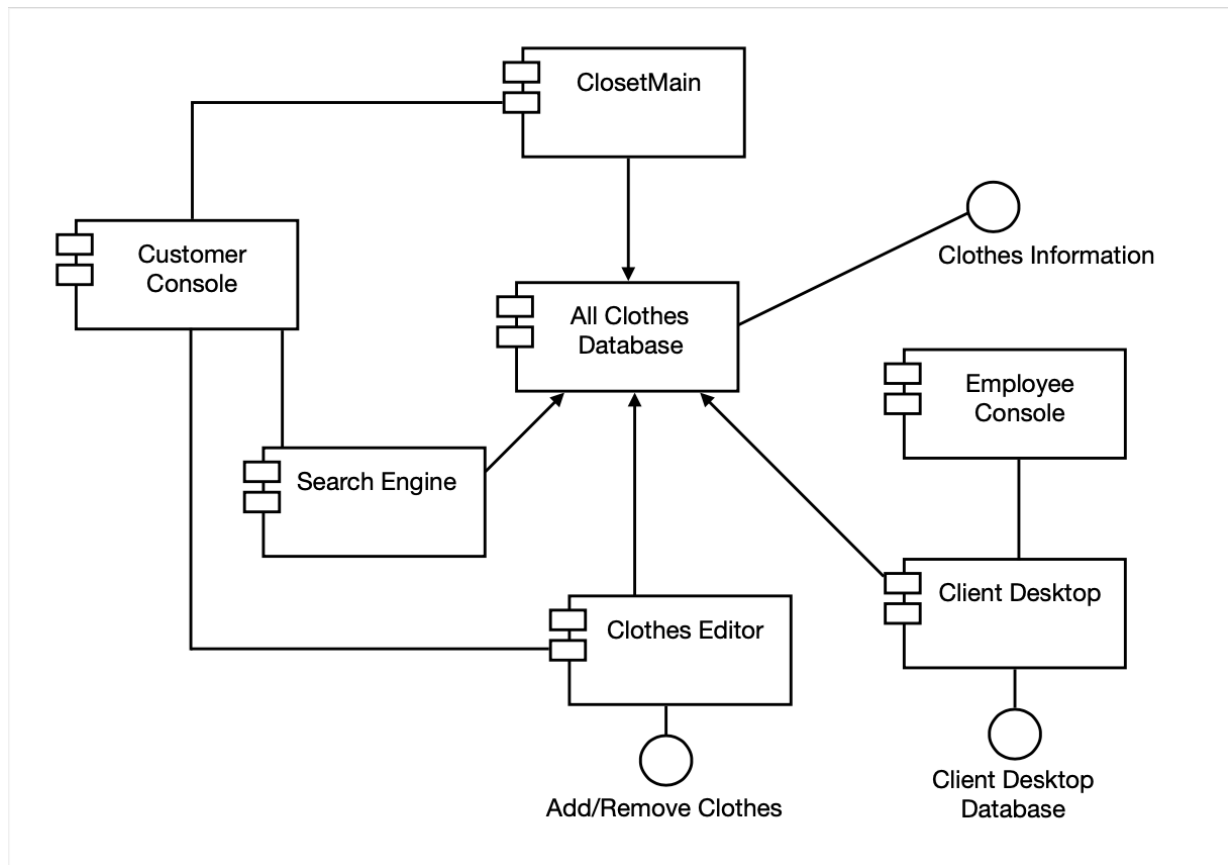 ClosetMain
Customer
Console
Clothes Information
All Clothes
Database
Employee
Console
Search Engine
Client Desktop
Clothes Editor
Add/Remove Clothes
Client Desktop
Database